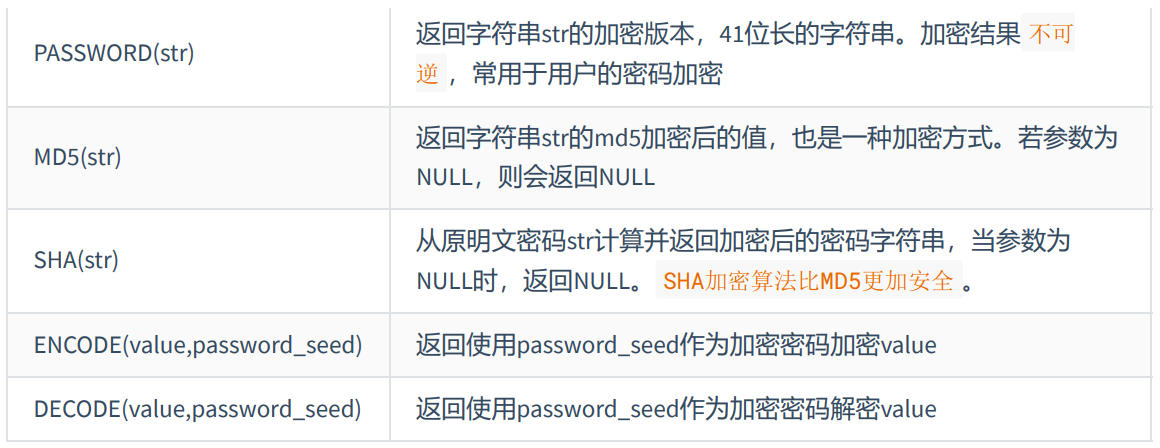 PASSWORD(str)
返回字符串str的加密版本，41位长的字符串。加密结果 不可
逆 ，常用于用户的密码加密
MD5(str)
返回字符串str的md5加密后的值，也是一种加密方式。若参数为
NULL，则会返回NULL
SHA(str)
从原明文密码str计算并返回加密后的密码字符串，当参数为
NULL时，返回NULL。 SHA加密算法比MD5更加安全 。
ENCODE(value,password_seed)
返回使用password_seed作为加密密码加密value
DECODE(value,password_seed)
返回使用password_seed作为加密密码解密value